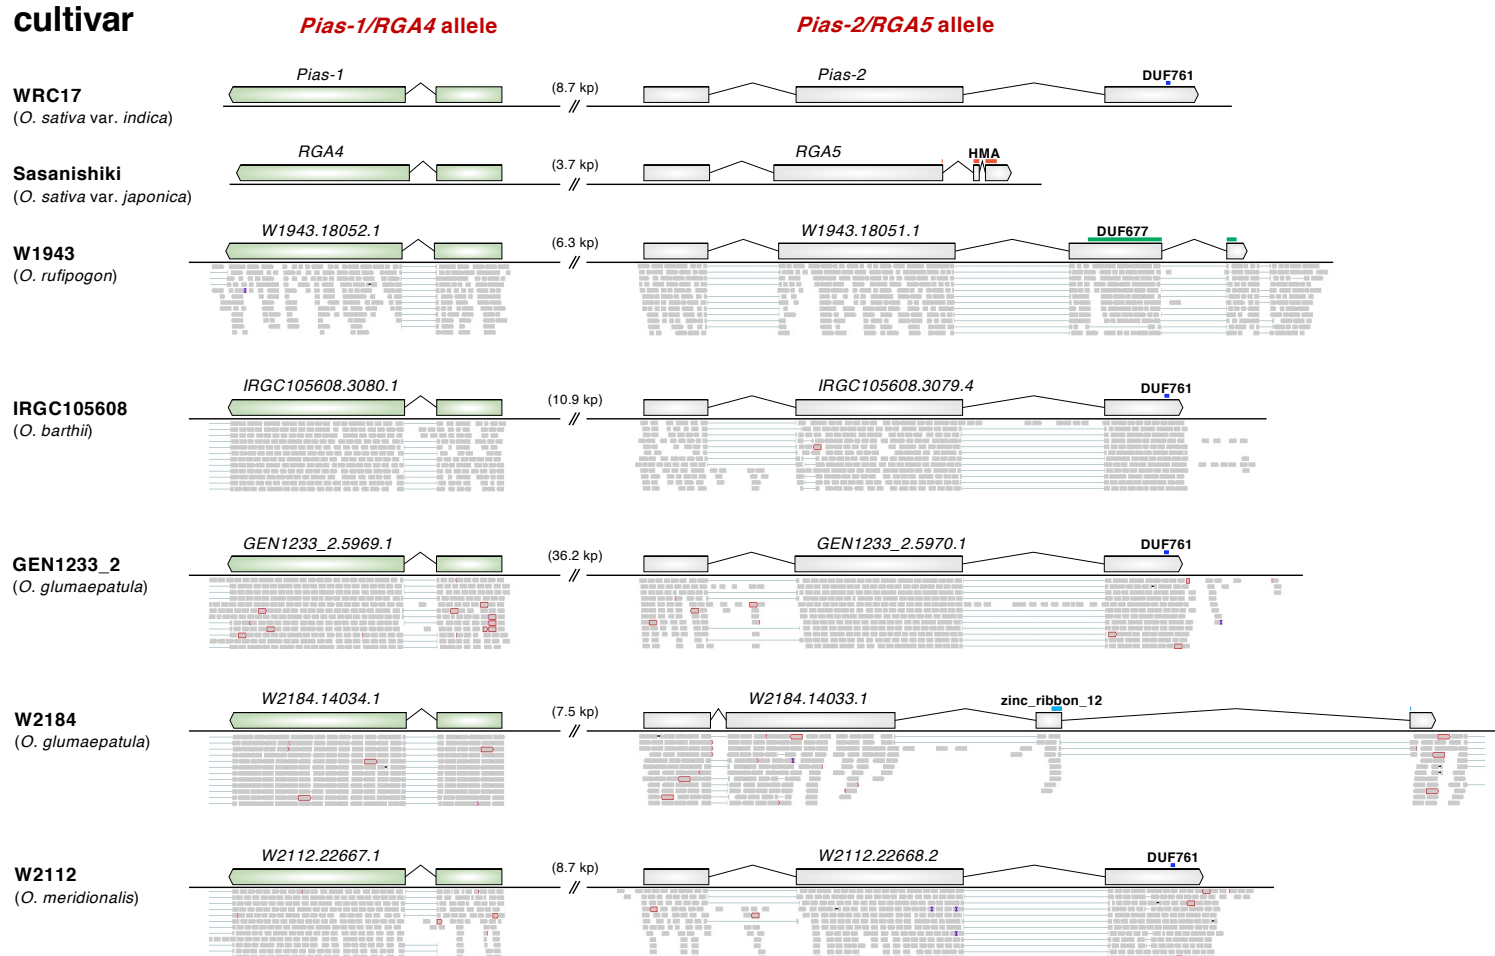 cultivar
Pias-1/RGA4 allele
Pias-2/RGA5 allele
WRC17
(O. sativa var. indica)
Pias-1
(8.7 kp)
Pias-2
DUF761
Sasanishiki
(O. sativa var. japonica)
RGA4
(3.7 kp)
RGA5
HMA
W1943
(O. rufipogon)
W1943.18052.1
(6.3 kp)
W1943.18051.1
DUF677
IRGC105608
(O. barthii)
IRGC105608.3080.1
(10.9 kp)
IRGC105608.3079.4
DUF761
GEN1233_2
(O. glumaepatula)
GEN1233_2.5969.1
(36.2 kp)
GEN1233_2.5970.1
DUF761
W2184
(O. glumaepatula)
W2184.14034.1
(7.5 kp)
W2184.14033.1
zinc_ribbon_12
W2112
(O. meridionalis)
W2112.22667.1
(8.7 kp)
W2112.22668.2
DUF761